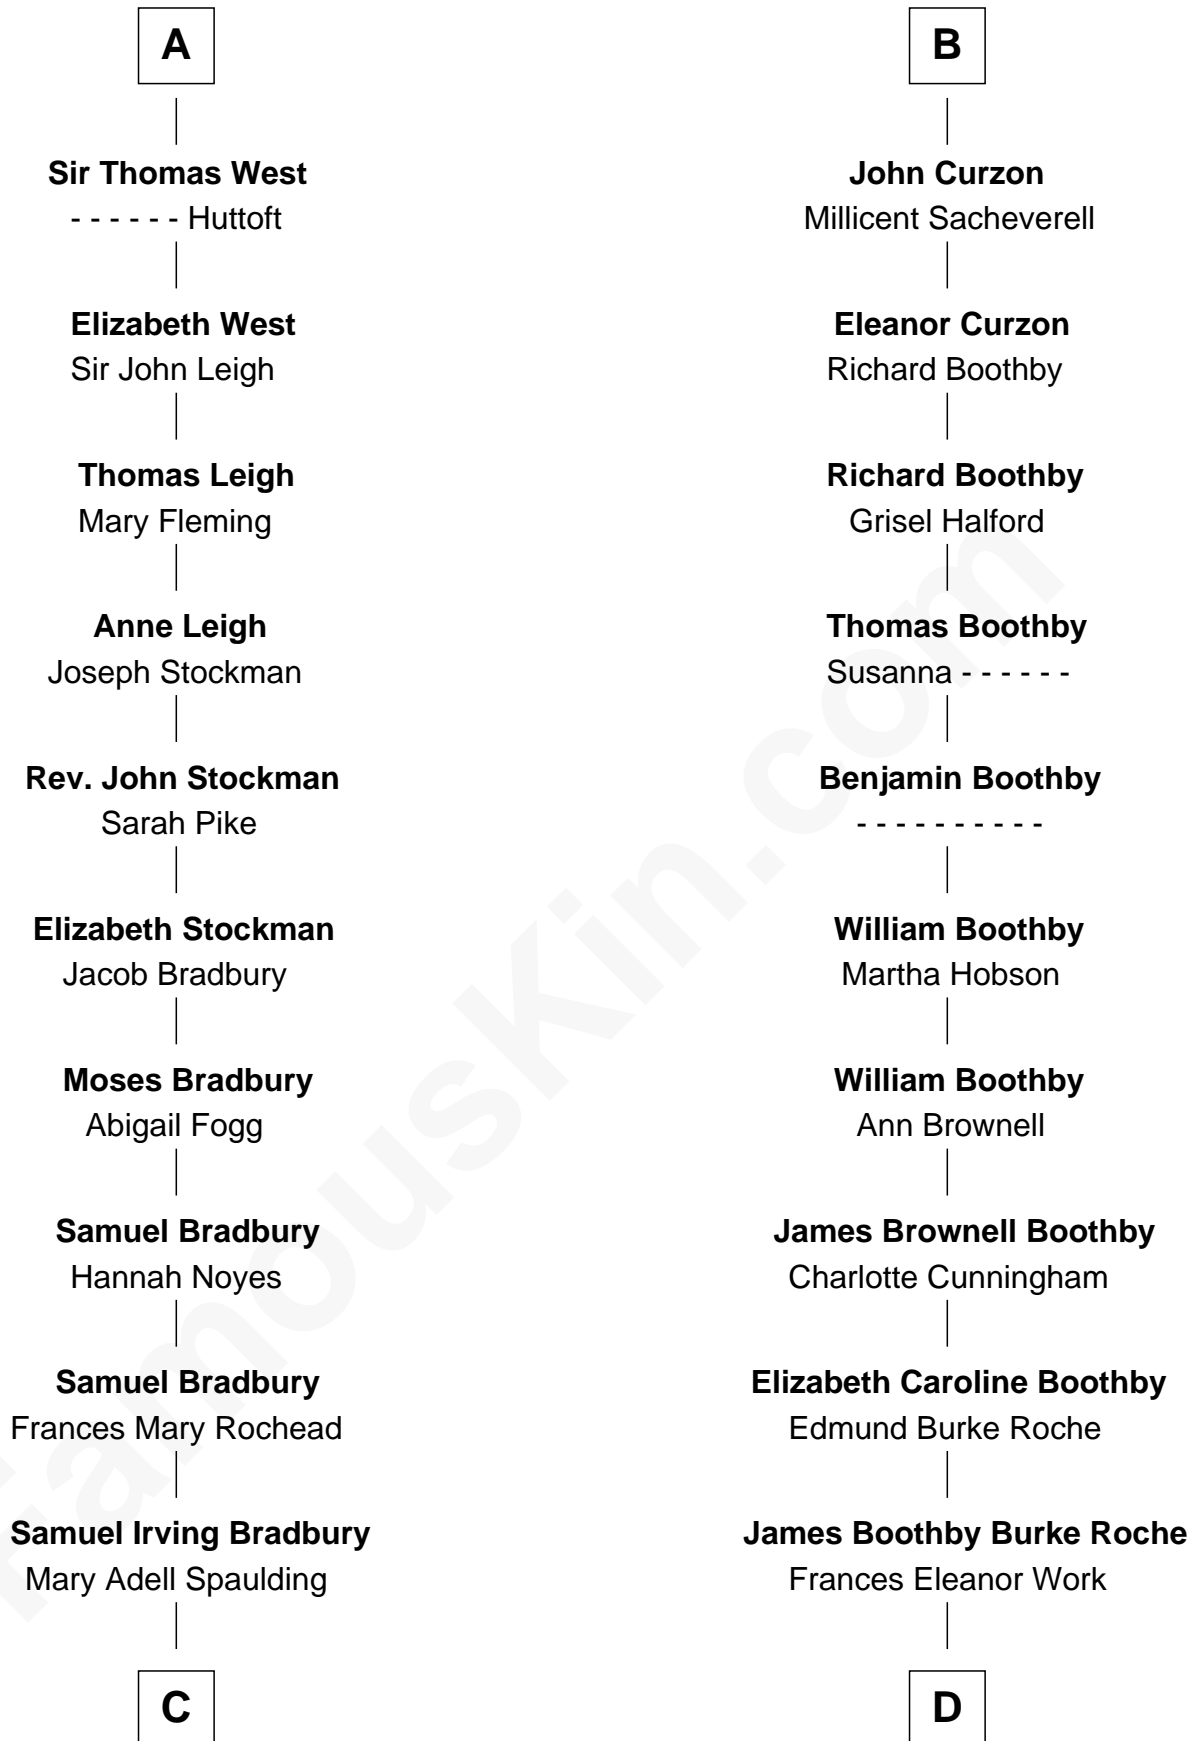 A
Sir Thomas West
- - - - - - Huttoft
Elizabeth West
Sir John Leigh
Thomas Leigh
Mary Fleming
Anne Leigh
Joseph Stockman
Rev. John Stockman
Sarah Pike
Elizabeth Stockman
Jacob Bradbury
Moses Bradbury
Abigail Fogg
Samuel Bradbury
Hannah Noyes
Samuel Bradbury
Frances Mary Rochead
Samuel Irving Bradbury
Mary Adell Spaulding
C
B
John Curzon
Millicent Sacheverell
Eleanor Curzon
Richard Boothby
Richard Boothby
Grisel Halford
Thomas Boothby
Susanna - - - - - -
Benjamin Boothby
- - - - - - - - - -
William Boothby
Martha Hobson
William Boothby
Ann Brownell
James Brownell Boothby
Charlotte Cunningham
Elizabeth Caroline Boothby
Edmund Burke Roche
James Boothby Burke Roche
Frances Eleanor Work
D
FamousKin.com